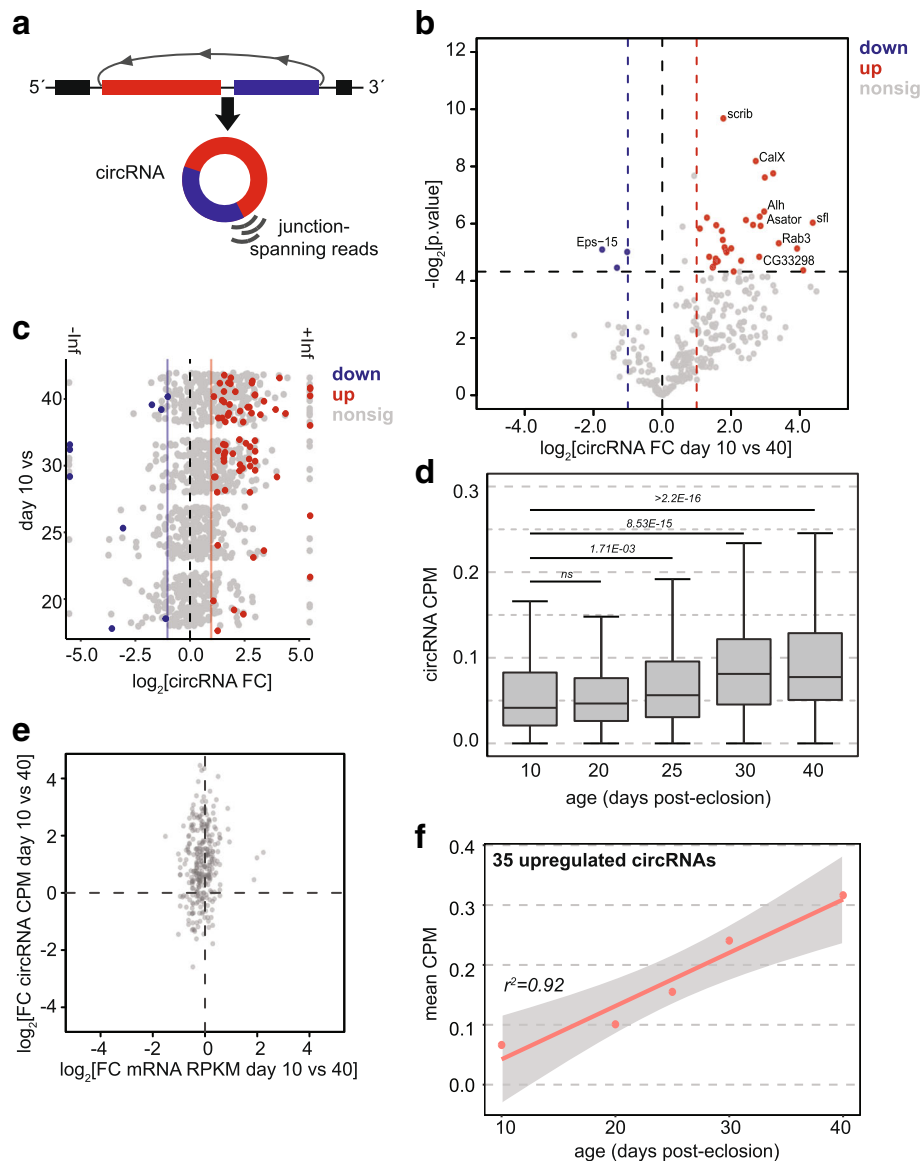 a
5´
3´
circRNA
junction-
spanning reads
b
12
10
8
6
4
2
0
-log2[p.value]
-4.0
-2.0
0.0
2.0
4.0
log2[circRNA FC day 10 vs 40]
scrib
CalX
Alh
Asator
sfl
Rab3
CG33298
Eps−15
down
up
nonsig
c
-Inf
+Inf
down
up
nonsig
40
30
25
20
day 10 vs
-5.0
-2.5
0.0
2.5
5.0
log2[circRNA FC]
d
0.3
0.2
0.1
0.0
circRNA CPM
>2.2E-16
8.53E-15
1.71E-03
ns
10
20
25
30
40
age (days post-eclosion)
e
4
2
0
-2
-4
log2[FC circRNA CPM day 10 vs 40]
-4
-2
0
2
4
log2[FC mRNA RPKM day 10 vs 40]
f
35 upregulated circRNAs
r2=0.92
0.4
0.3
0.2
0.1
0.0
mean CPM
10
20
30
40
age (days post-eclosion)